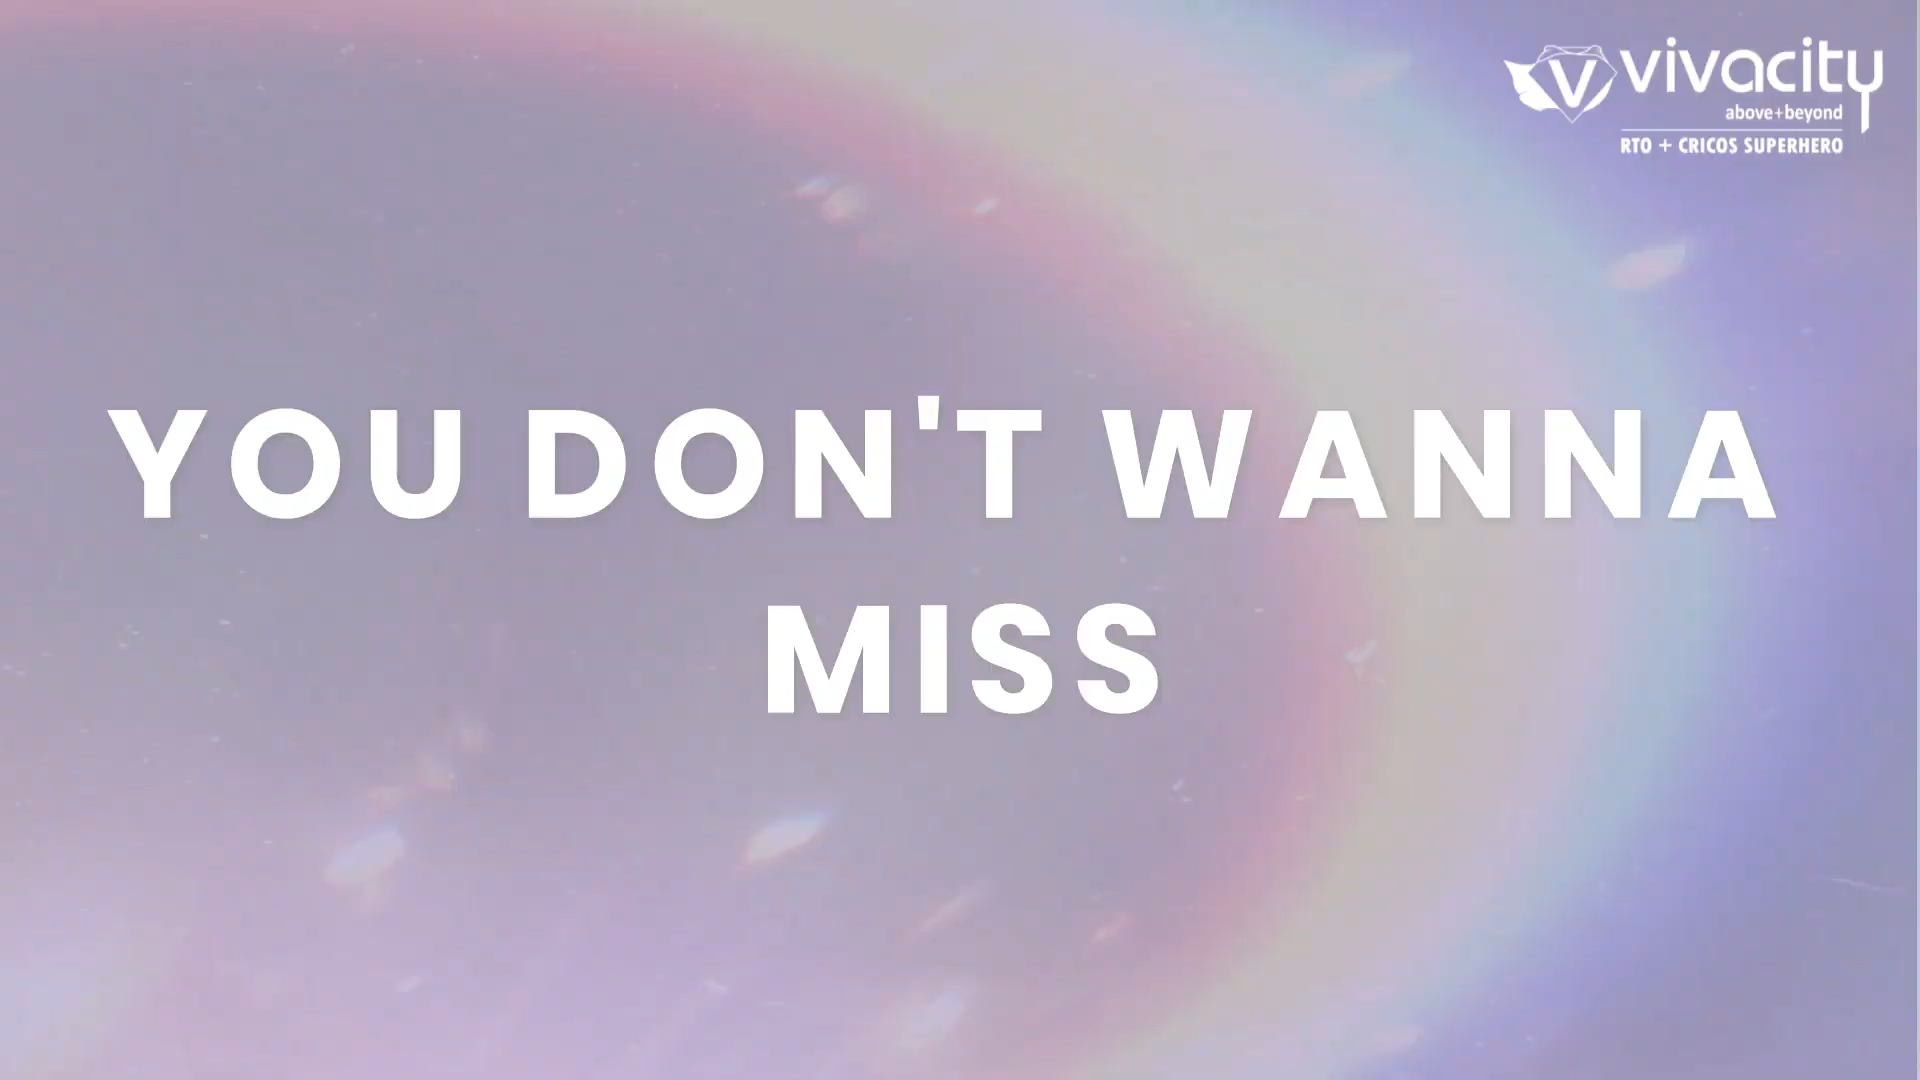 vivacity
above+beyond
RTO + CRICOS SUPERHERO
YOU DON'T WANNA
MISS